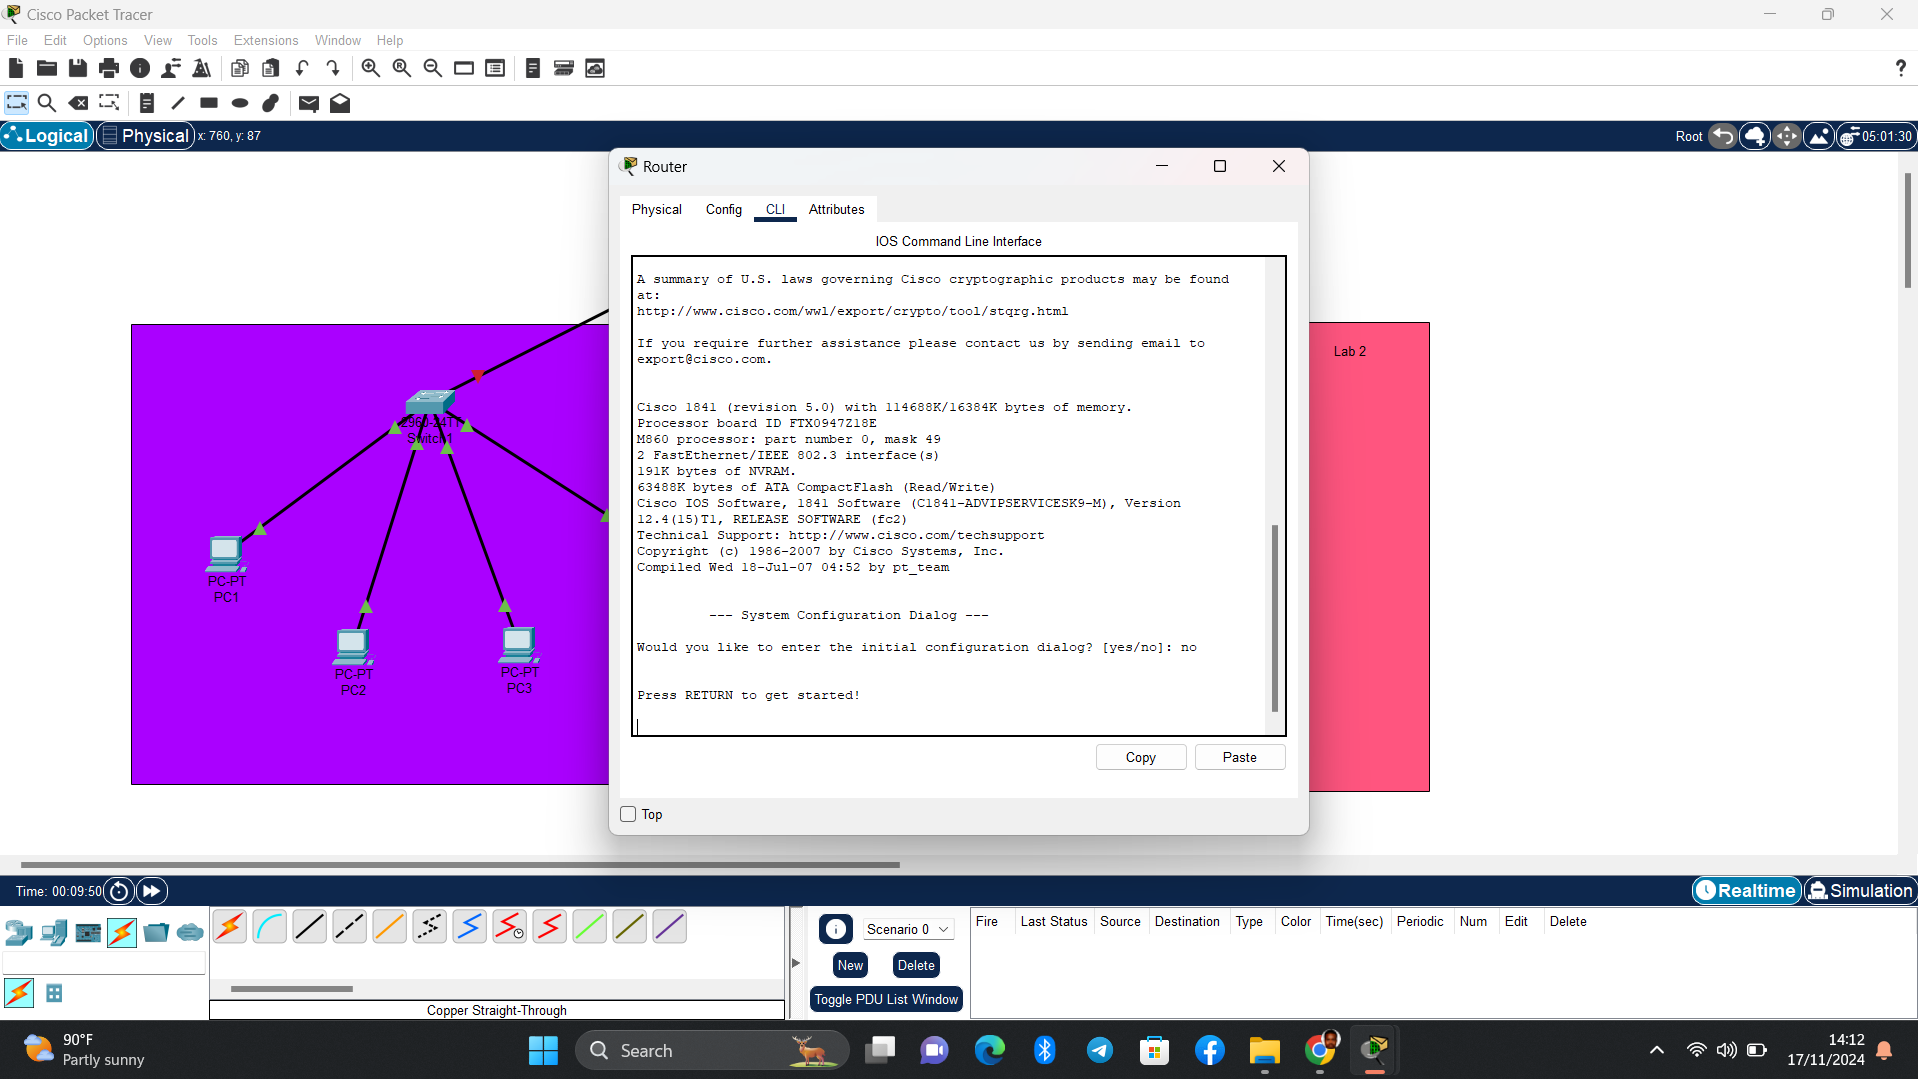 Cisco Packet Tracer
File Edit Options View Tools Extensions Window Help
?
Logical Physical x: 760, y: 87 Root 05:01:30
Router
Physical Config CLI Attributes
IOS Command Line Interface
A summary of U.S. laws governing Cisco cryptographic products may be found
at:
http://www.cisco.com/wwl/export/crypto/tool/stqrg.html
If you require further assistance please contact us by sending email to
export@cisco.com.
Cisco 1841 (revision 5.0) with 114688K/16384K bytes of memory.
Processor board ID FTX0947Z18E
M860 processor: part number 0, mask 49
2 FastEthernet/IEEE 802.3 interface(s)
191K bytes of NVRAM.
63488K bytes of ATA CompactFlash (Read/Write)
Cisco IOS Software, 1841 Software (C1841-ADVIPSERVICESK9-M), Version
12.4(15)T1, RELEASE SOFTWARE (fc2)
Technical Support: http://www.cisco.com/techsupport
Copyright (c) 1986-2007 by Cisco Systems, Inc.
Compiled Wed 18-Jul-07 04:52 by pt_team
--- System Configuration Dialog ---
Would you like to enter the initial configuration dialog? [yes/no]: no
Press RETURN to get started!
Copy Paste
Top
Lab 2
2960-24TT
Switch1
PC-PT
PC1
PC-PT
PC2
PC-PT
PC3
Time: 00:09:50 Realtime Simulation
Scenario 0
New Delete
Toggle PDU List Window
Fire Last Status Source Destination Type Color Time(sec) Periodic Num Edit Delete
Copper Straight-Through
90°F
Partly sunny
Search
14:12
17/11/2024